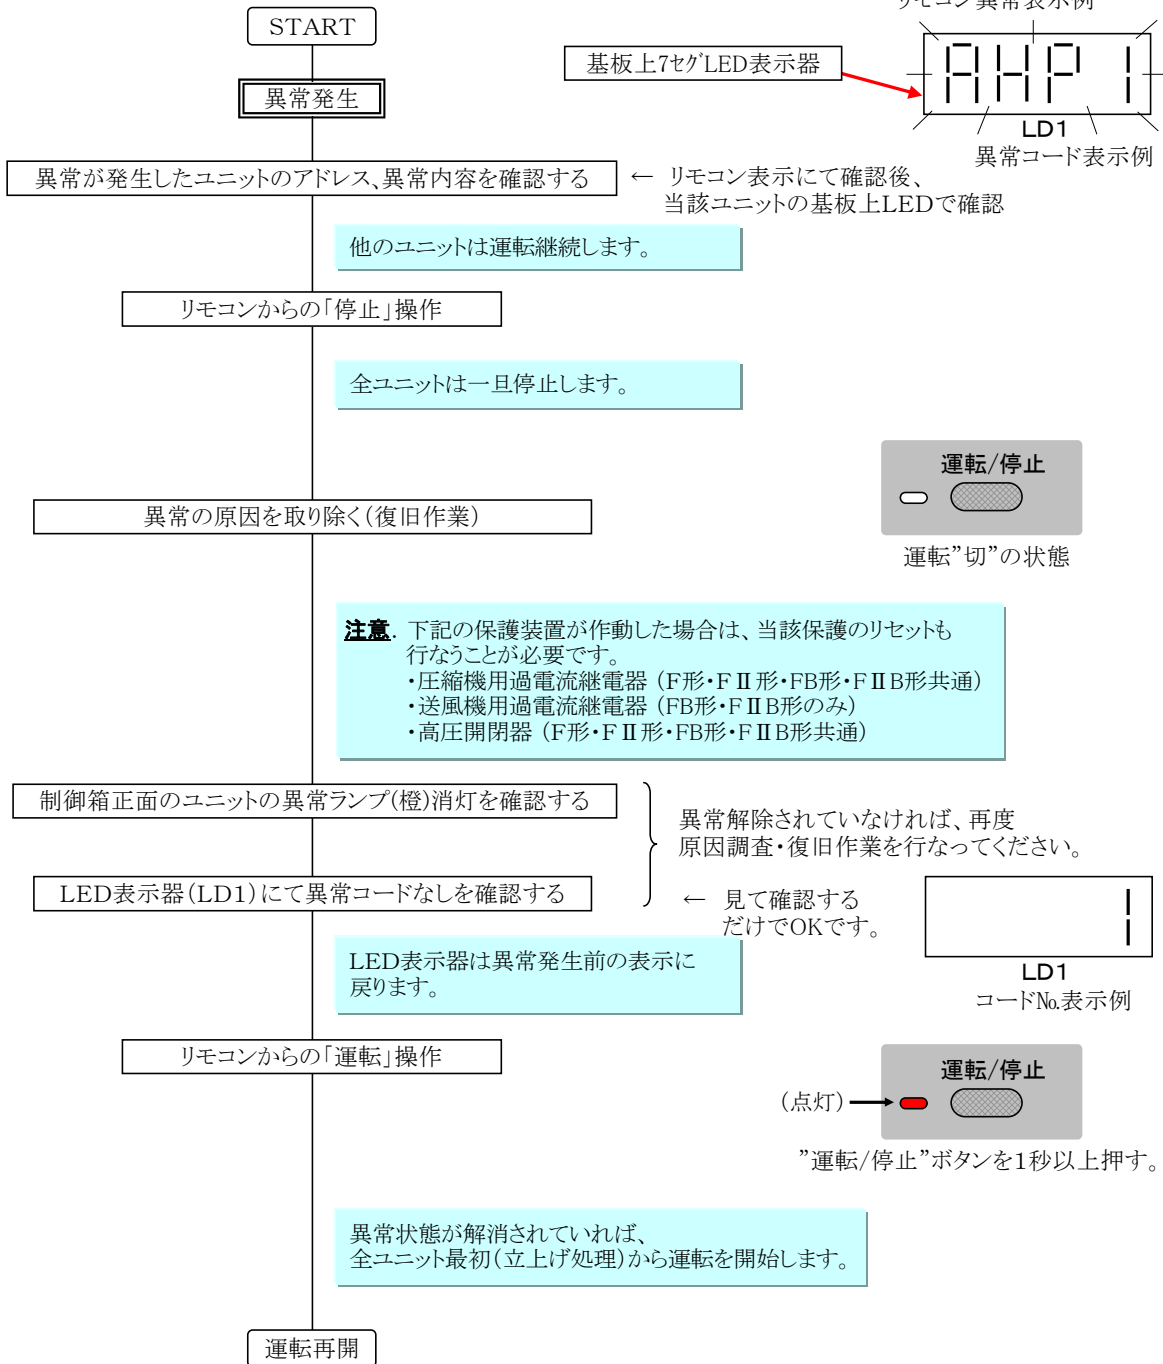 リモコン異常表示例
START
基板上7セグLED表示器
AHP1
異常発生
LD1
異常コード表示例
異常が発生したユニットのアドレス、異常内容を確認する
← リモコン表示にて確認後、
当該ユニットの基板上LEDで確認
他のユニットは運転継続します。
リモコンからの「停止」操作
全ユニットは一旦停止します。
運転/停止
異常の原因を取り除く(復旧作業)
運転”切”の状態
注意. 下記の保護装置が作動した場合は、当該保護のリセットも
行なうことが必要です。
・圧縮機用過電流継電器 (F形・FⅡ形・FB形・FⅡB形共通)
・送風機用過電流継電器 (FB形・FⅡB形のみ)
・高圧開閉器 (F形・FⅡ形・FB形・FⅡB形共通)
制御箱正面のユニットの異常ランプ(橙)消灯を確認する
異常解除されていなければ、再度
原因調査・復旧作業を行なってください。
LED表示器(LD1)にて異常コードなしを確認する
← 見て確認する
だけでOKです。
1
LED表示器は異常発生前の表示に
戻ります。
LD1
コード№表示例
リモコンからの「運転」操作
運転/停止
(点灯)
”運転/停止”ボタンを1秒以上押す。
異常状態が解消されていれば、
全ユニット最初(立上げ処理)から運転を開始します。
運転再開